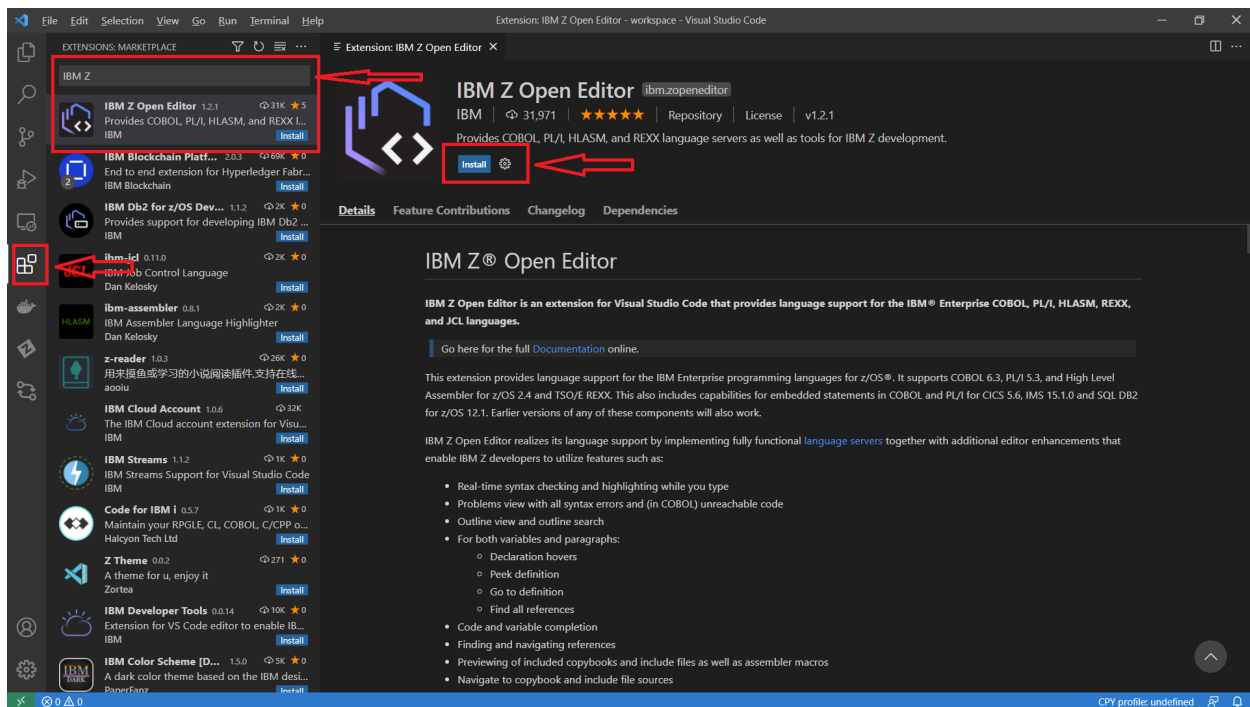 File Edit Selection View Go Run Terminal Help
Extension: IBM Z Open Editor - workspace - Visual Studio Code
EXTENSIONS: MARKETPLACE
IBM Z
IBM Z Open Editor 1.2.1 31K ★5
Provides COBOL, PL/I, HLASM, and REXX l...
IBM Install
IBM Blockchain Platf... 2.0.3 69K ★0
End to end extension for Hyperledger Fabr...
IBM Blockchain Install
2
IBM Db2 for z/OS Dev... 1.1.2 2K ★0
Provides support for developing IBM Db2 ...
IBM Install
ibm-jcl 0.11.0 2K ★0
JCL
IBM Job Control Language
Dan Kelosky Install
ibm-assembler 0.8.1 2K ★0
HLASM
IBM Assembler Language Highlighter
Dan Kelosky Install
z-reader 1.0.3 26K ★0
用来摸鱼或学习的小说阅读插件,支持在线...
aooiu Install
IBM Cloud Account 1.0.6 32K
The IBM Cloud account extension for Visu...
IBM Install
IBM Streams 1.1.2 1K ★0
IBM Streams Support for Visual Studio Code
IBM Install
Code for IBM i 0.5.7 1K ★0
Maintain your RPGLE, CL, COBOL, C/CPP o...
Halcyon Tech Ltd Install
Z Theme 0.0.2 271 ★0
A theme for u, enjoy it
Zortea Install
IBM Developer Tools 0.0.14 10K ★0
Extension for VS Code editor to enable IB...
IBM Install
IBM Color Scheme [D... 1.5.0 5K ★0
IBM
DARK
A dark color theme based on the IBM desi...
PaperFanz Install
Extension: IBM Z Open Editor
IBM Z Open Editor ibm.zopeneditor
IBM | 31,971 | ★★★★★ | Repository | License | v1.2.1
Provides COBOL, PL/I, HLASM, and REXX language servers as well as tools for IBM Z development.
Install
Details Feature Contributions Changelog Dependencies
IBM Z® Open Editor
IBM Z Open Editor is an extension for Visual Studio Code that provides language support for the IBM® Enterprise COBOL, PL/I, HLASM, REXX,
and JCL languages.
Go here for the full Documentation online.
This extension provides language support for the IBM Enterprise programming languages for z/OS®. It supports COBOL 6.3, PL/I 5.3, and High Level
Assembler for z/OS 2.4 and TSO/E REXX. This also includes capabilities for embedded statements in COBOL and PL/I for CICS 5.6, IMS 15.1.0 and SQL DB2
for z/OS 12.1. Earlier versions of any of these components will also work.
IBM Z Open Editor realizes its language support by implementing fully functional language servers together with additional editor enhancements that
enable IBM Z developers to utilize features such as:
• Real-time syntax checking and highlighting while you type
• Problems view with all syntax errors and (in COBOL) unreachable code
• Outline view and outline search
• For both variables and paragraphs:
◦ Declaration hovers
◦ Peek definition
◦ Go to definition
◦ Find all references
• Code and variable completion
• Finding and navigating references
• Previewing of included copybooks and include files as well as assembler macros
• Navigate to copybook and include file sources
0 0
CPY profile: undefined